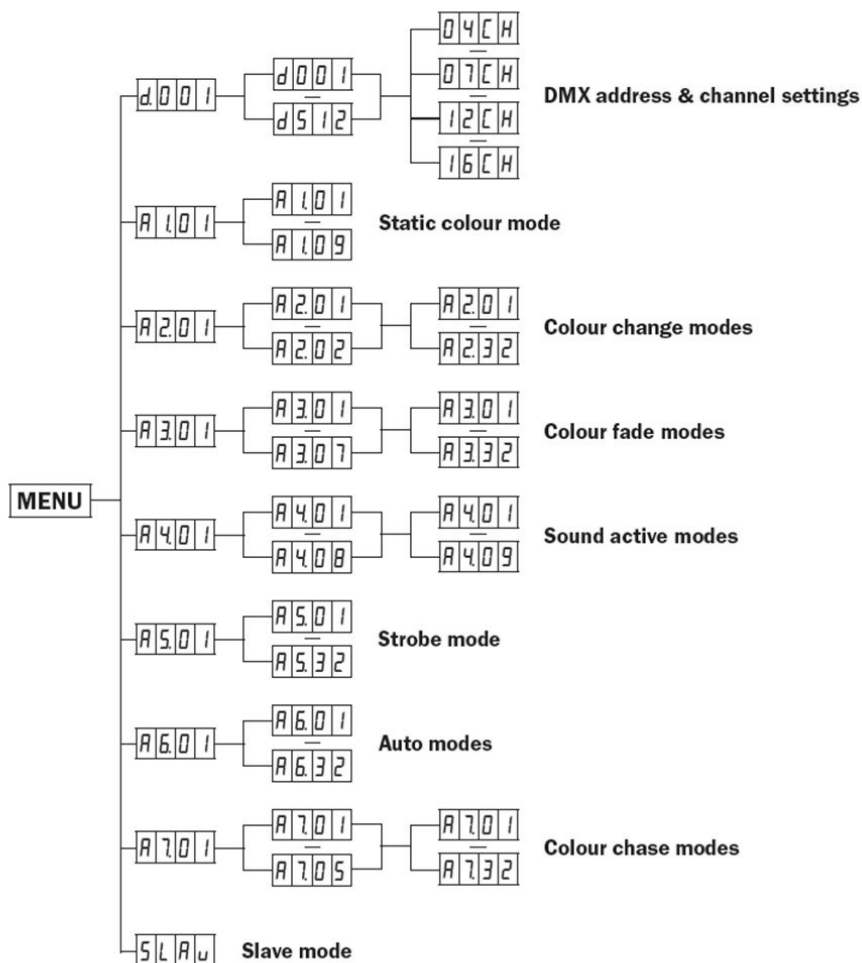 04CH
d001
07CH
d.001
DMX address & channel settings
d512
12CH
16CH
A1.01
A1.01
Static colour mode
A1.09
A2.01 A2.01
A2.01
Colour change modes
A2.02 A2.32
A3.01 A3.01
A3.01
Colour fade modes
A3.07 A3.32
MENU
A4.01 A4.01
A4.01
Sound active modes
A4.08 A4.09
A5.01
A5.01
Strobe mode
A5.32
A6.01
A6.01
Auto modes
A6.32
A7.01 A7.01
A7.01
Colour chase modes
A7.05 A7.32
SLAv Slave mode